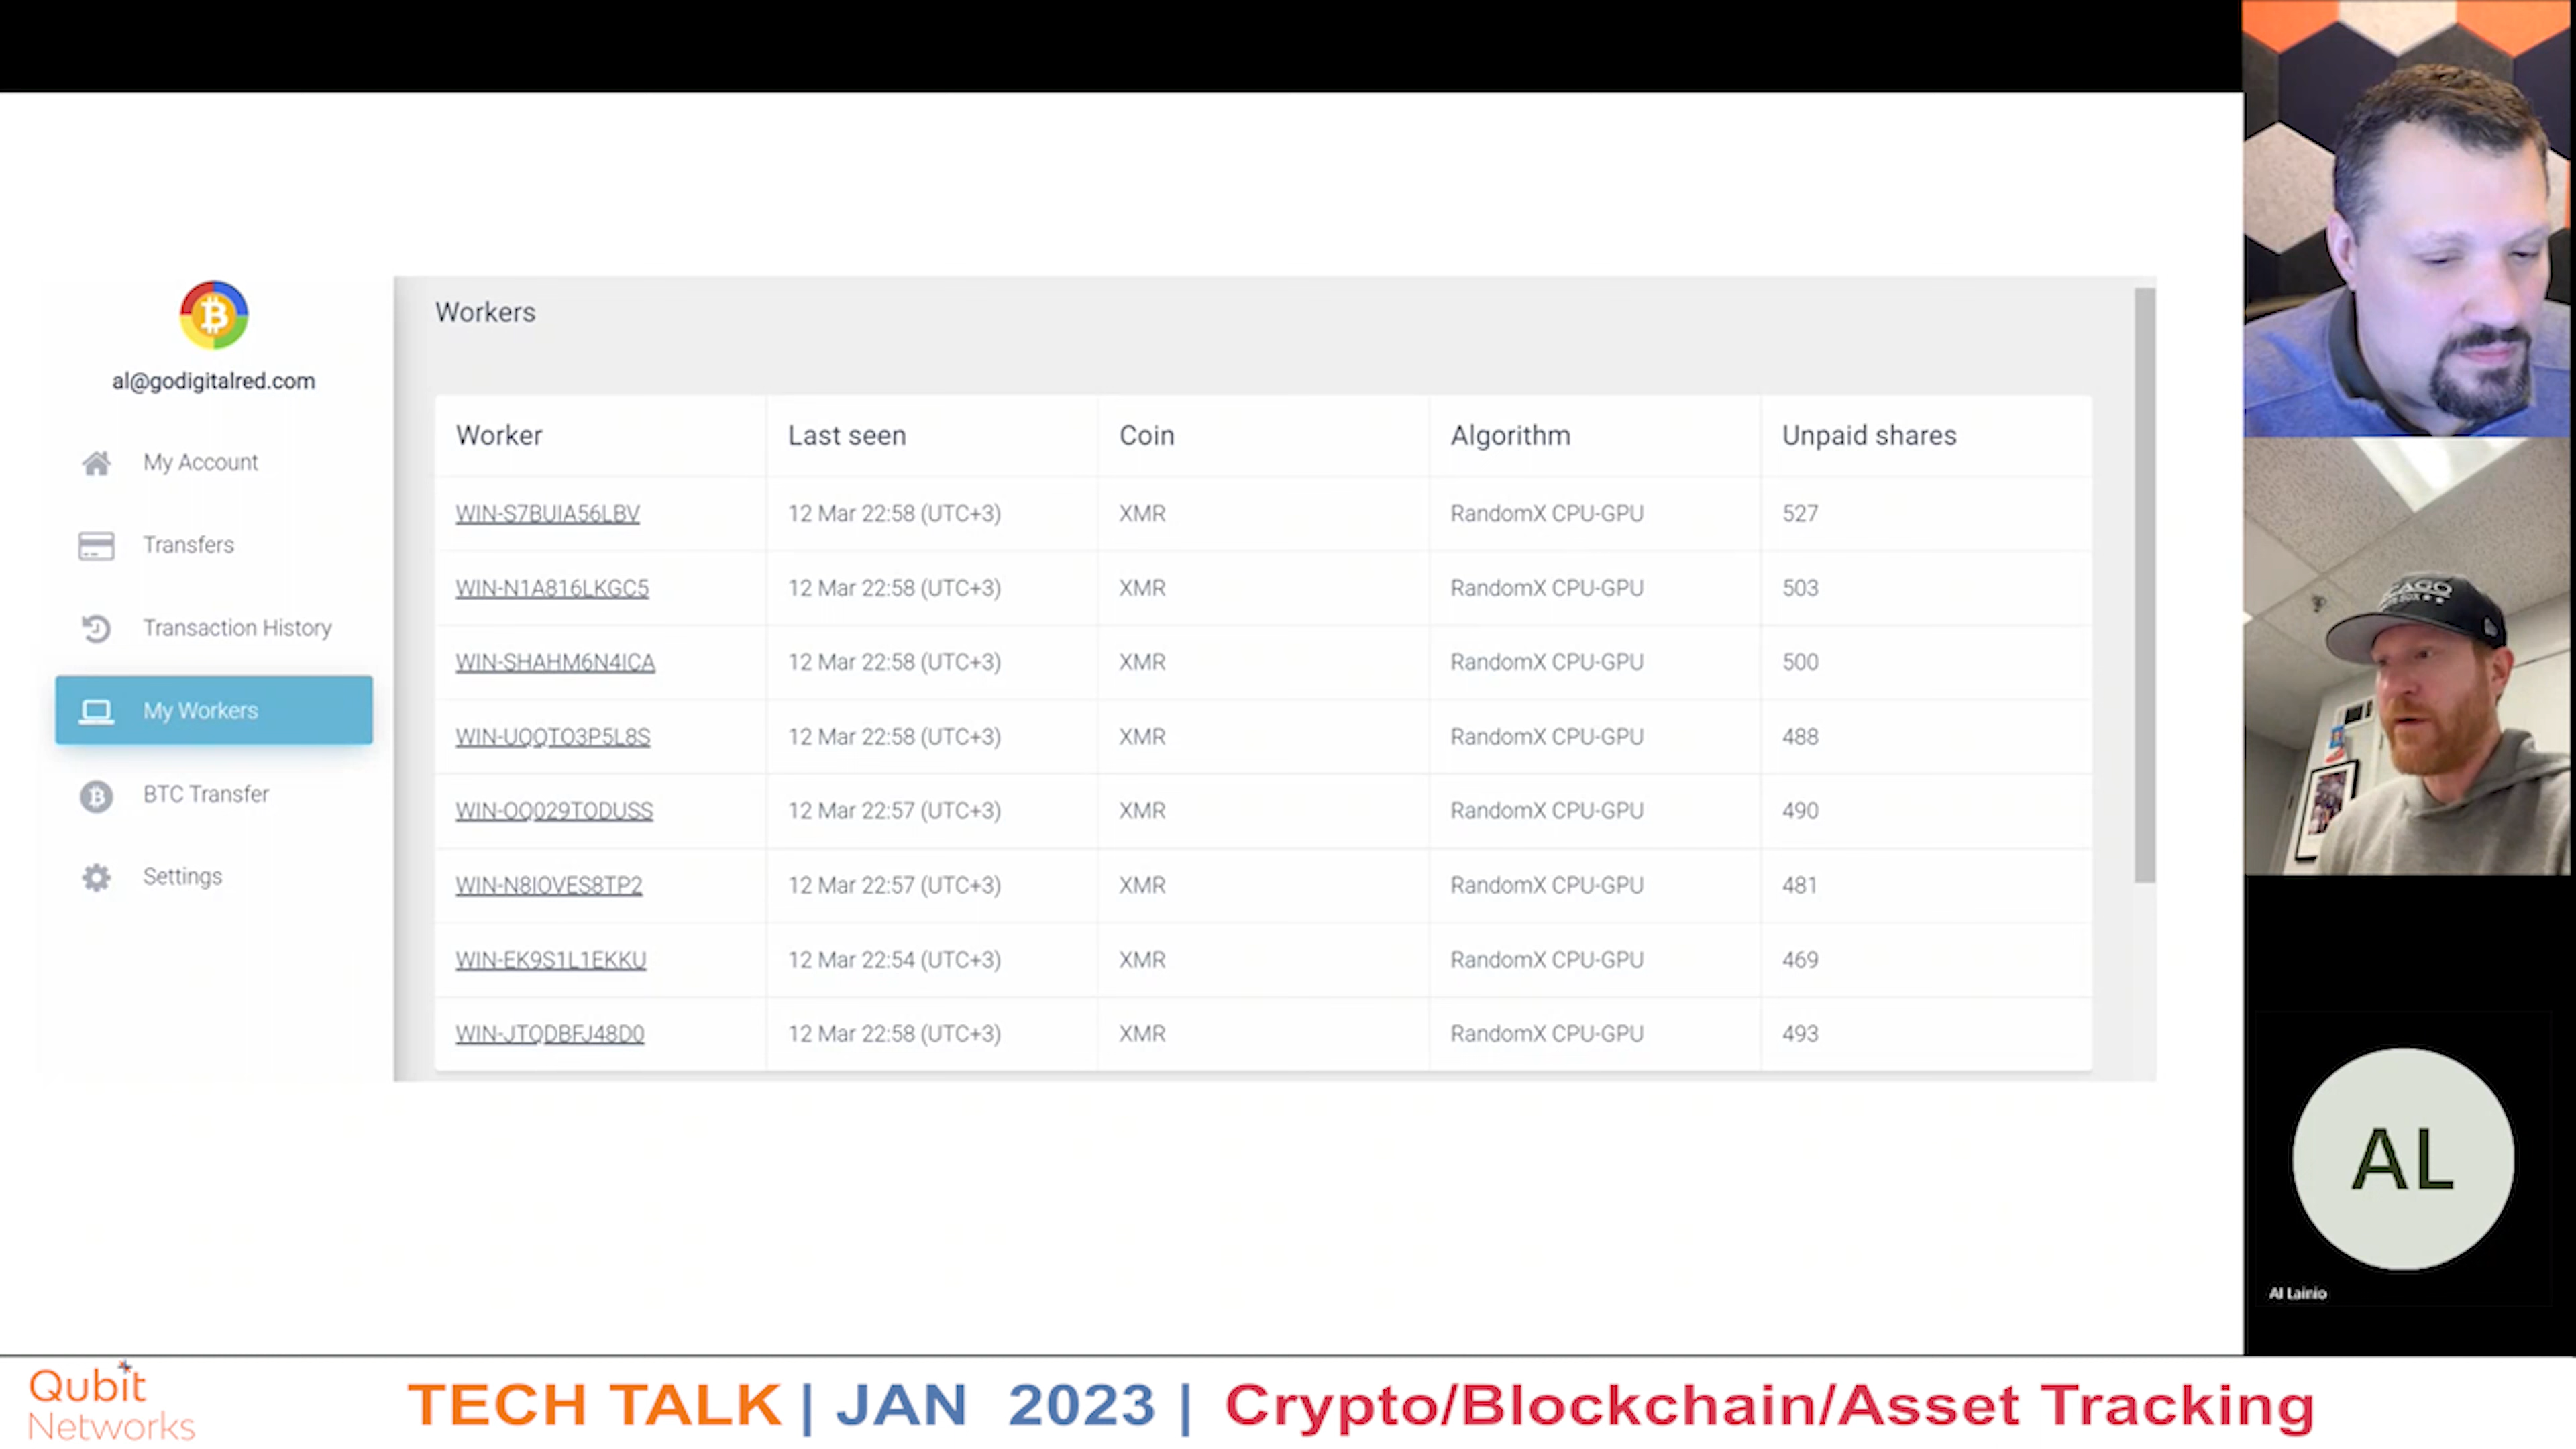 al@godigitalred.com
My Account
Transfers
Transaction History
My Workers
BTC Transfer
Settings
Workers
Worker Last seen Coin Algorithm Unpaid shares
WIN-S7BUIA56LBV 12 Mar 22:58 (UTC+3) XMR RandomX CPU-GPU 527
WIN-N1A816LKGC5 12 Mar 22:58 (UTC+3) XMR RandomX CPU-GPU 503
WIN-SHAHM6N4ICA 12 Mar 22:58 (UTC+3) XMR RandomX CPU-GPU 500
WIN-UQQTO3P5L8S 12 Mar 22:58 (UTC+3) XMR RandomX CPU-GPU 488
WIN-OQ029TODUSS 12 Mar 22:57 (UTC+3) XMR RandomX CPU-GPU 490
WIN-N8IOVES8TP2 12 Mar 22:57 (UTC+3) XMR RandomX CPU-GPU 481
WIN-EK9S1L1EKKU 12 Mar 22:54 (UTC+3) XMR RandomX CPU-GPU 469
WIN-JTQDBFJ48D0 12 Mar 22:58 (UTC+3) XMR RandomX CPU-GPU 493
AL
Al Lainio
Qubit
Networks
TECH TALK | JAN 2023 | Crypto/Blockchain/Asset Tracking